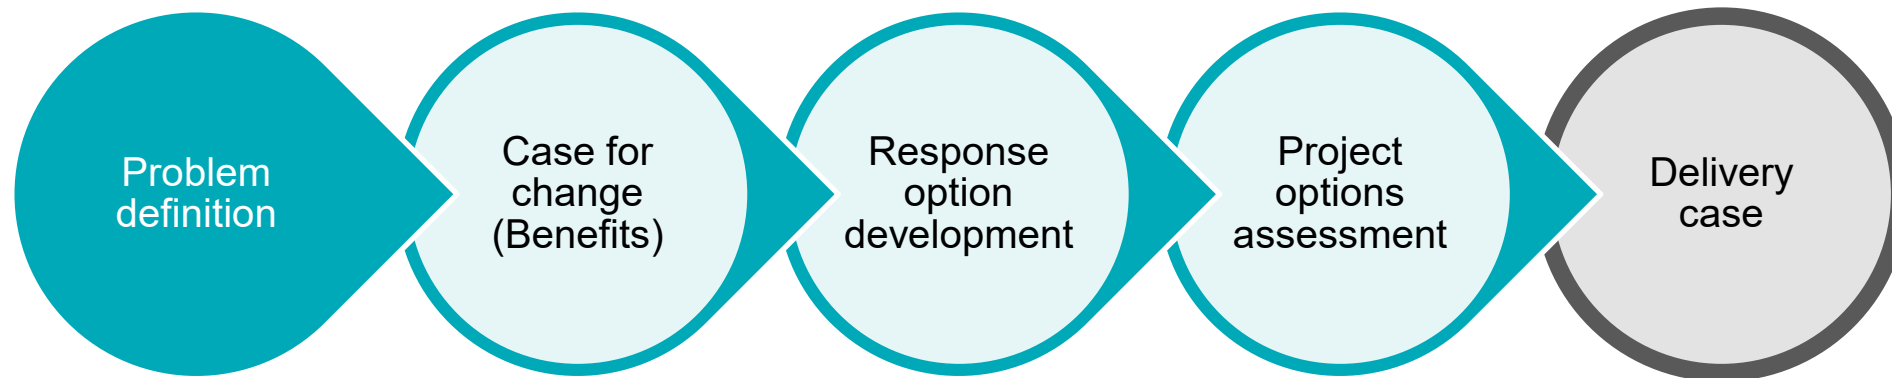 Problem
definition
Case for
change
(Benefits)
Response
option
development
Project
options
assessment
Delivery
case